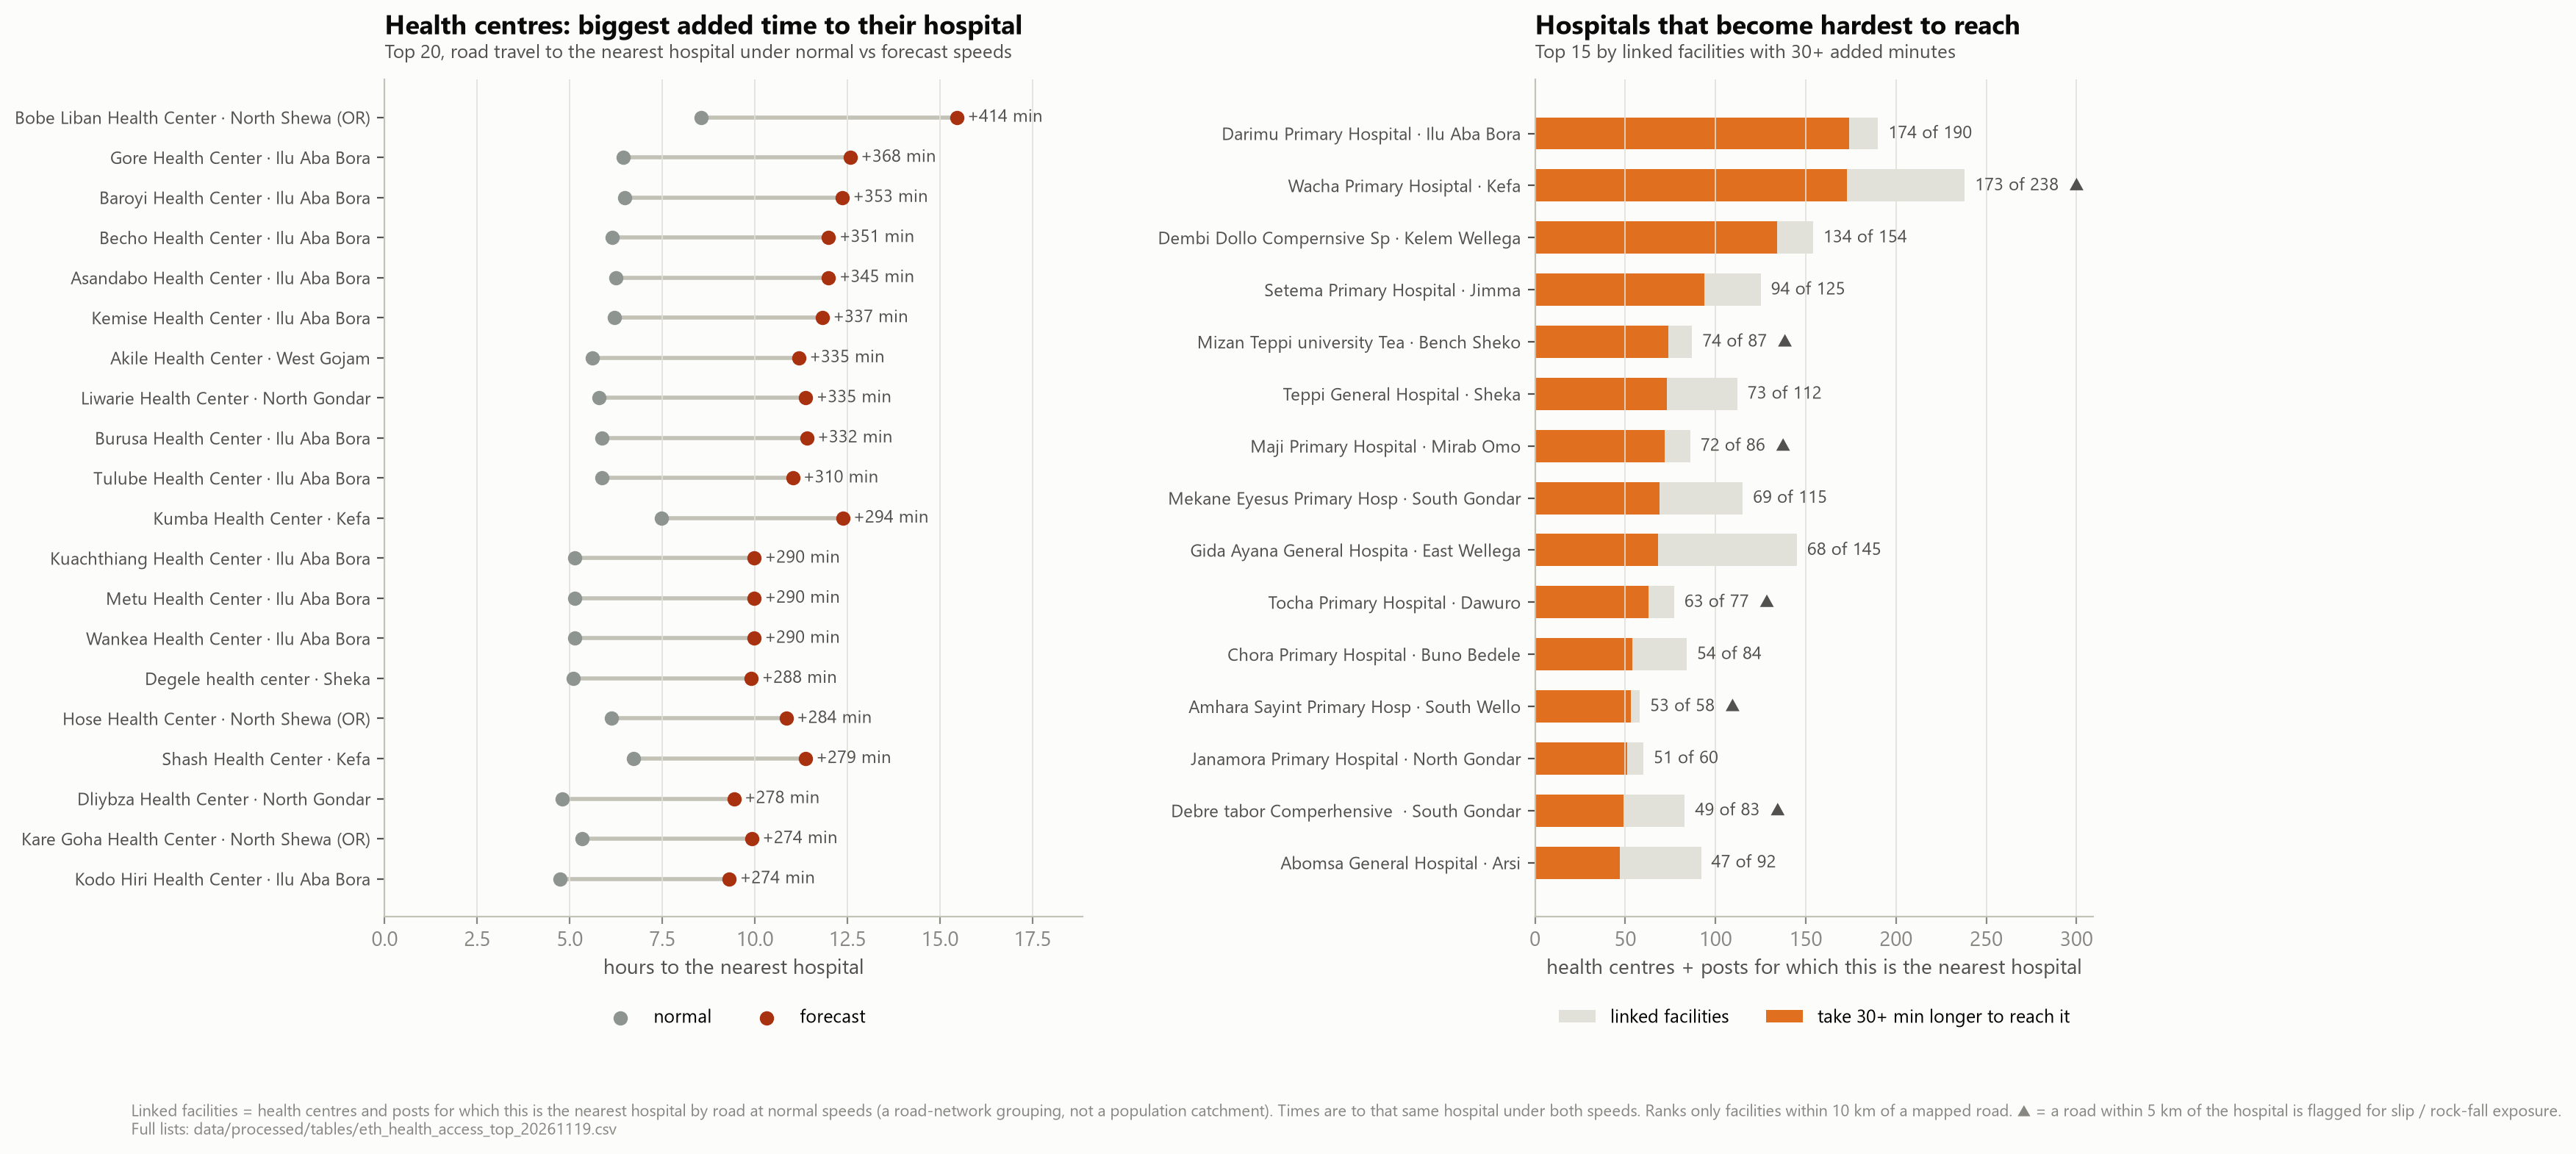 Health centres: biggest added time to their hospital
Top 20, road travel to the nearest hospital under normal vs forecast speeds
Bobe Liban Health Center · North Shewa (OR)
+414 min
Gore Health Center · Ilu Aba Bora
+368 min
Baroyi Health Center · Ilu Aba Bora
+353 min
Becho Health Center · Ilu Aba Bora
+351 min
Asandabo Health Center · Ilu Aba Bora
+345 min
Kemise Health Center · Ilu Aba Bora
+337 min
Akile Health Center · West Gojam
+335 min
Liwarie Health Center · North Gondar
+335 min
Burusa Health Center · Ilu Aba Bora
+332 min
Tulube Health Center · Ilu Aba Bora
+310 min
Kumba Health Center · Kefa
+294 min
Kuachthiang Health Center · Ilu Aba Bora
+290 min
Metu Health Center · Ilu Aba Bora
+290 min
Wankea Health Center · Ilu Aba Bora
+290 min
Degele health center · Sheka
+288 min
Hose Health Center · North Shewa (OR)
+284 min
Shash Health Center · Kefa
+279 min
Dliybza Health Center · North Gondar
+278 min
Kare Goha Health Center · North Shewa (OR)
+274 min
Kodo Hiri Health Center · Ilu Aba Bora
+274 min
0.0 2.5 5.0 7.5 10.0 12.5 15.0 17.5
hours to the nearest hospital
normal forecast
Hospitals that become hardest to reach
Top 15 by linked facilities with 30+ added minutes
Darimu Primary Hospital · Ilu Aba Bora
174 of 190
Wacha Primary Hosiptal · Kefa
173 of 238 ▲
Dembi Dollo Compernsive Sp · Kelem Wellega
134 of 154
Setema Primary Hospital · Jimma
94 of 125
Mizan Teppi university Tea · Bench Sheko
74 of 87 ▲
Teppi General Hospital · Sheka
73 of 112
Maji Primary Hospital · Mirab Omo
72 of 86 ▲
Mekane Eyesus Primary Hosp · South Gondar
69 of 115
Gida Ayana General Hospita · East Wellega
68 of 145
Tocha Primary Hospital · Dawuro
63 of 77 ▲
Chora Primary Hospital · Buno Bedele
54 of 84
Amhara Sayint Primary Hosp · South Wello
53 of 58 ▲
Janamora Primary Hospital · North Gondar
51 of 60
Debre tabor Comperhensive  · South Gondar
49 of 83 ▲
Abomsa General Hospital · Arsi
47 of 92
0 50 100 150 200 250 300
health centres + posts for which this is the nearest hospital
linked facilities take 30+ min longer to reach it
Linked facilities = health centres and posts for which this is the nearest hospital by road at normal speeds (a road-network grouping, not a population catchment). Times are to that same hospital under both speeds. Ranks only facilities within 10 km of a mapped road. ▲ = a road within 5 km of the hospital is flagged for slip / rock-fall exposure.
Full lists: data/processed/tables/eth_health_access_top_20261119.csv